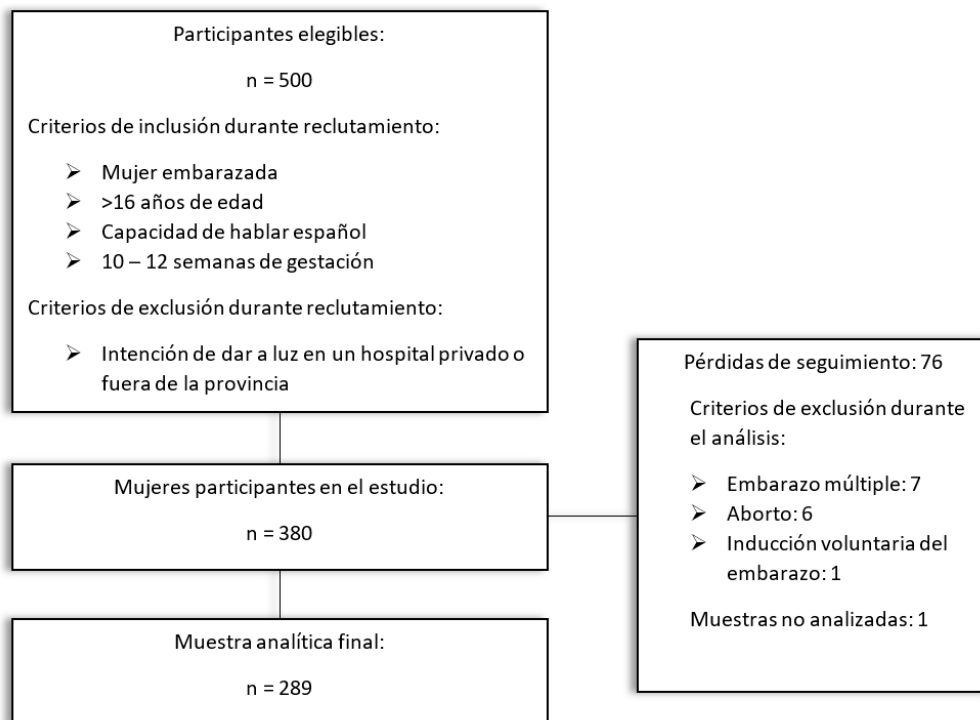 Participantes elegibles:
n = 500
Criterios de inclusión durante reclutamiento:
➢ Mujer embarazada
➢ >16 años de edad
➢ Capacidad de hablar español
➢ 10 – 12 semanas de gestación
Criterios de exclusión durante reclutamiento:
➢ Intención de dar a luz en un hospital privado o
fuera de la provincia
Mujeres participantes en el estudio:
n = 380
Pérdidas de seguimiento: 76
Criterios de exclusión durante
el análisis:
➢ Embarazo múltiple: 7
➢ Aborto: 6
➢ Inducción voluntaria del
embarazo: 1
Muestras no analizadas: 1
Muestra analítica final:
n = 289